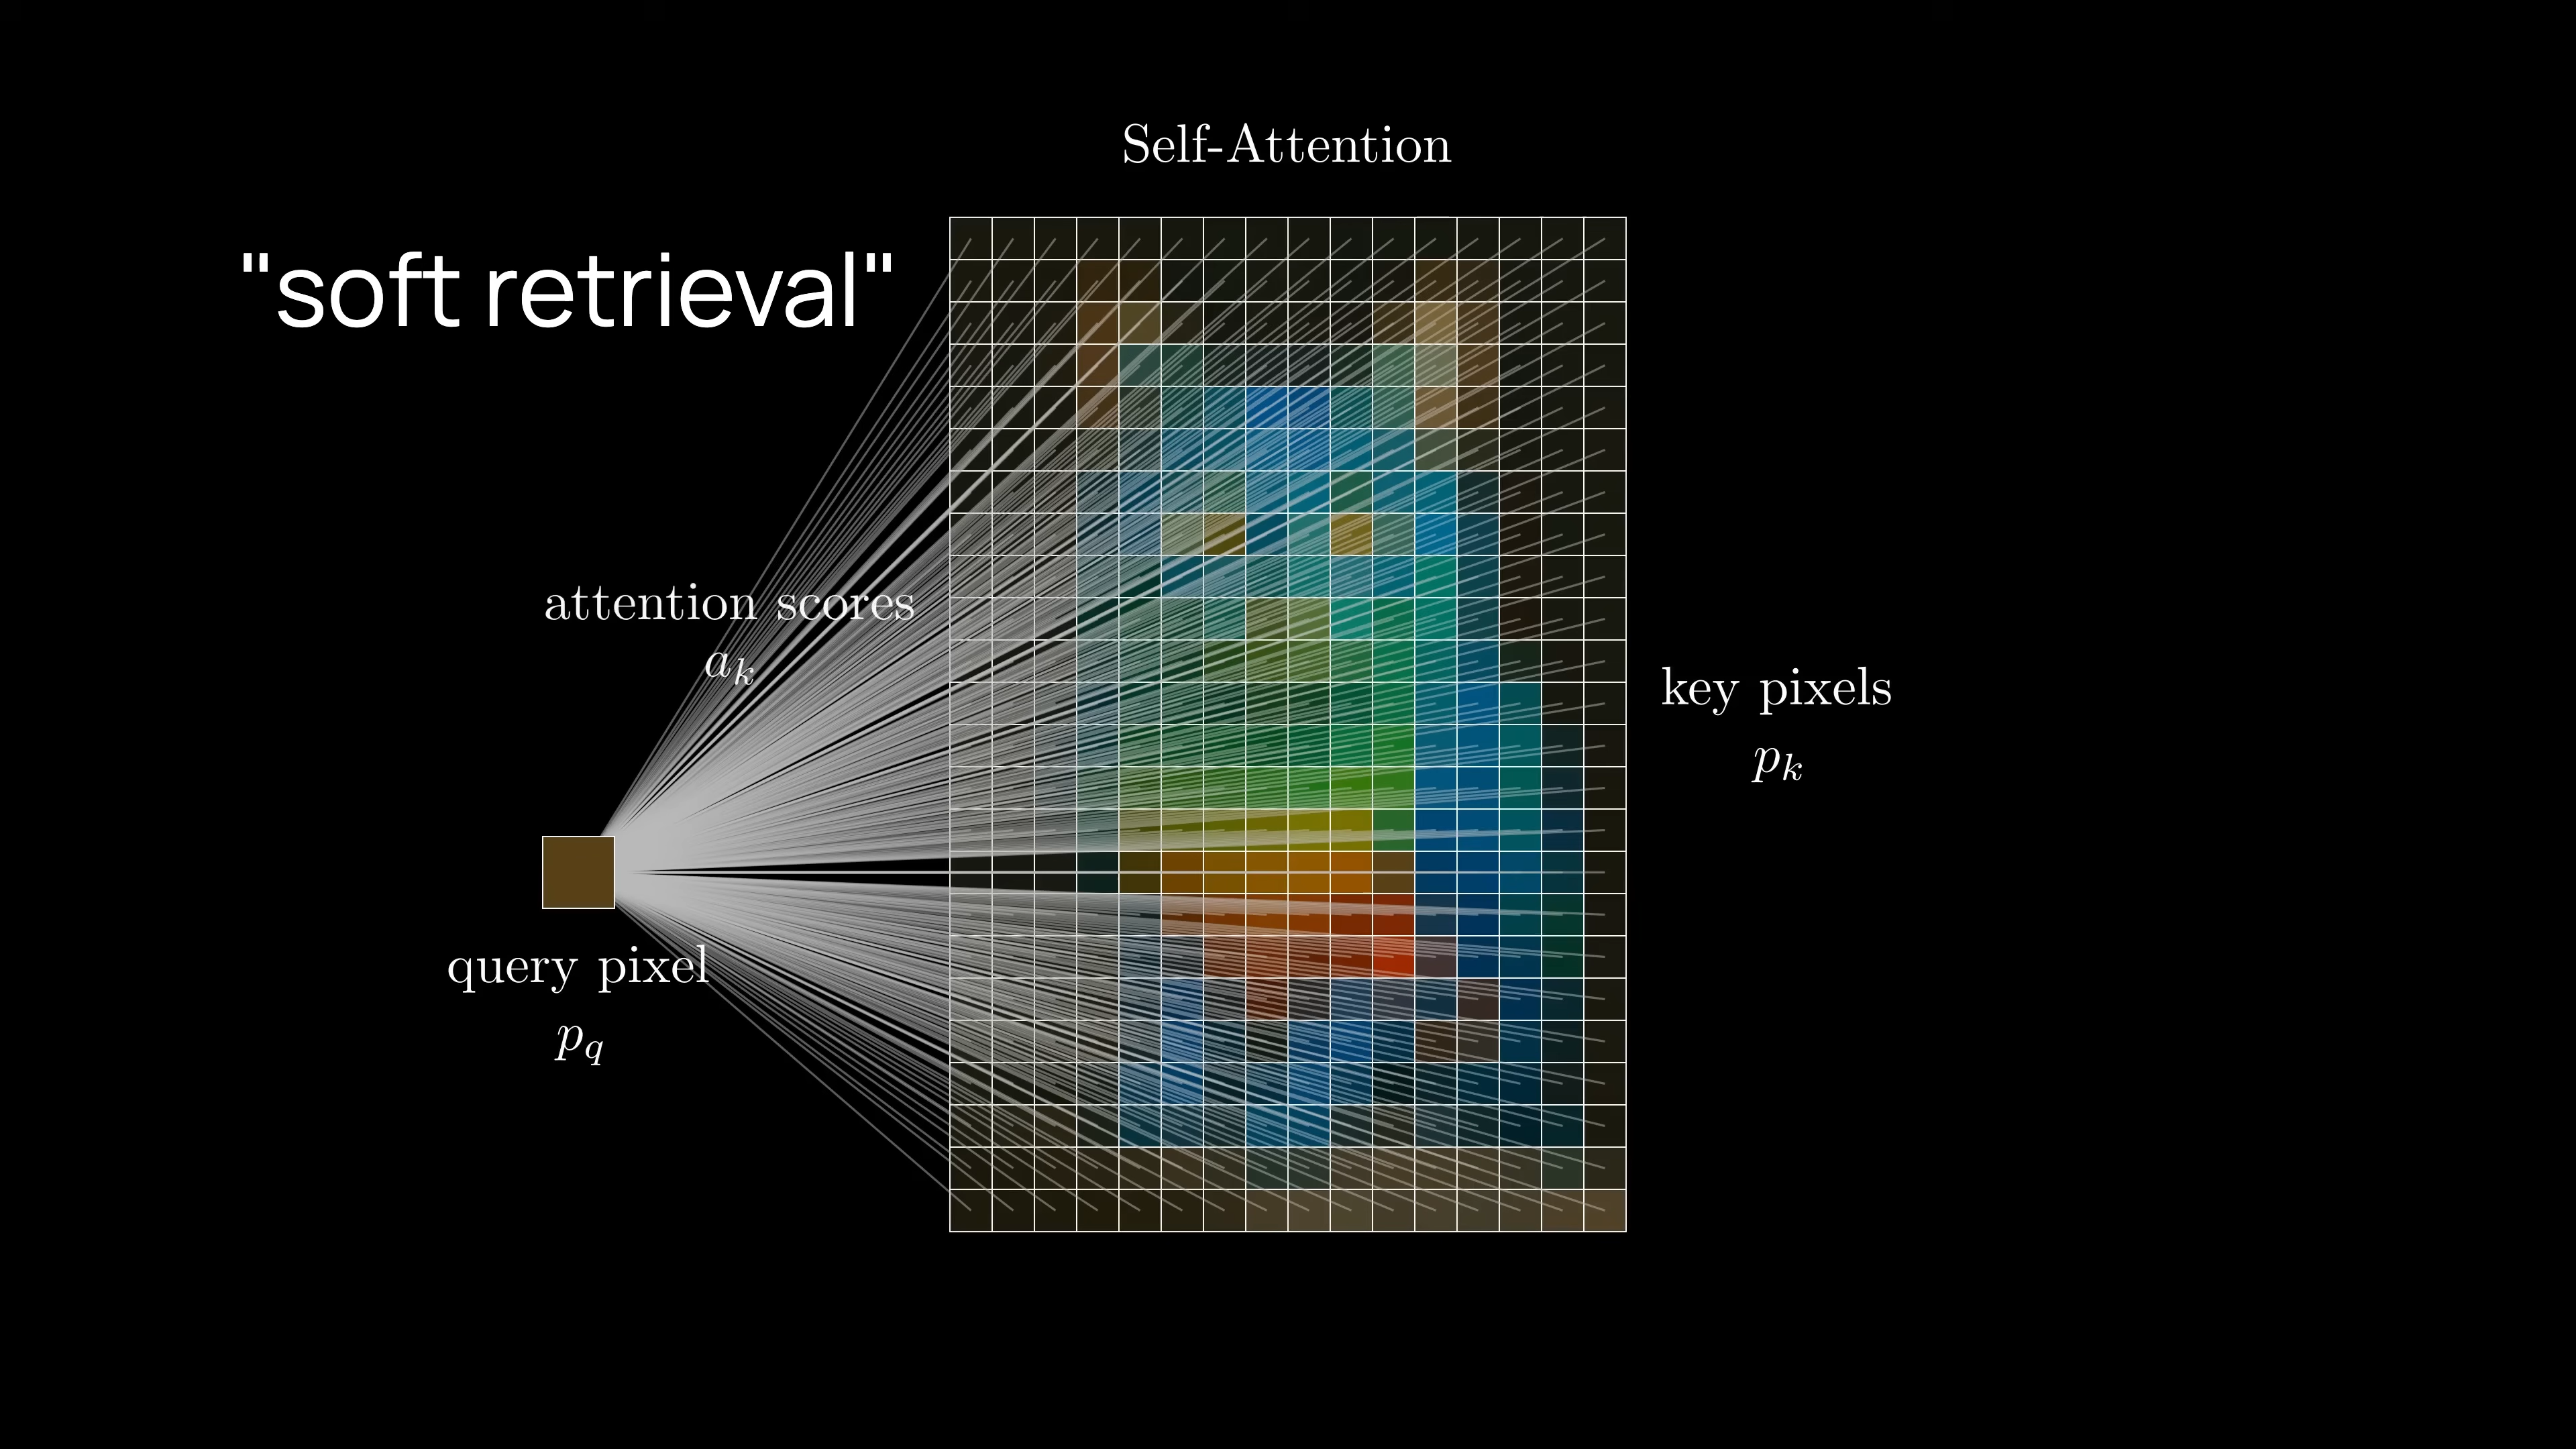 Self-Attention
"soft retrieval"
attention scores
a_k
key pixels
p_k
query pixel
p_q